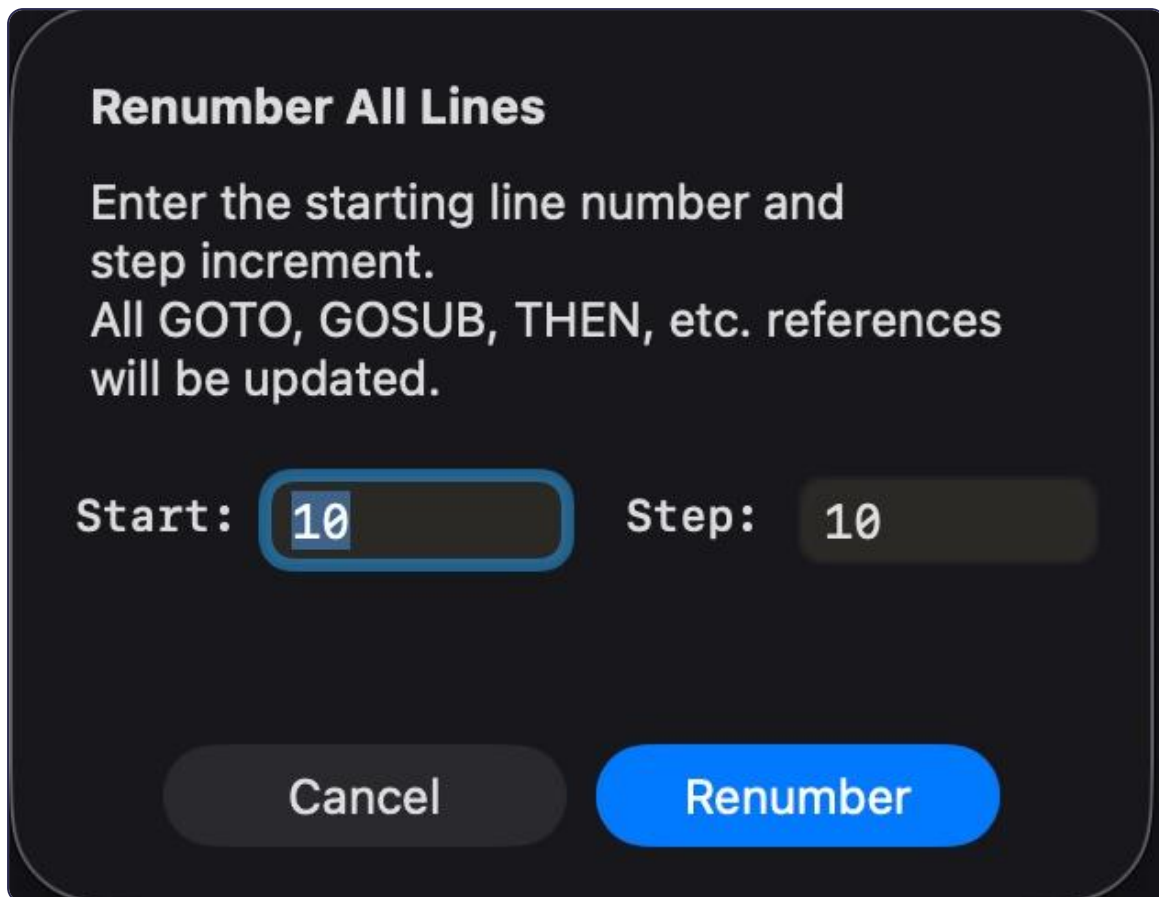 Renumber All Lines
Enter the starting line number and
step increment.
All GOTO, GOSUB, THEN, etc. references
will be updated.
Start: 10 Step: 10
Cancel Renumber